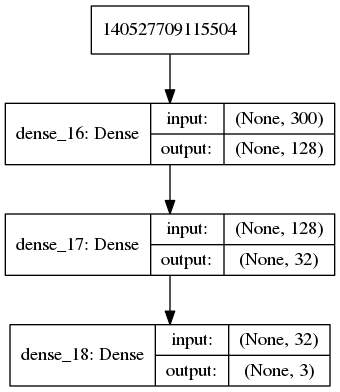 140527709115504
dense_16: Dense
input:
(None, 300)
output:
(None, 128)
dense_17: Dense
input:
(None, 128)
output:
(None, 32)
dense_18: Dense
input:
(None, 32)
output:
(None, 3)